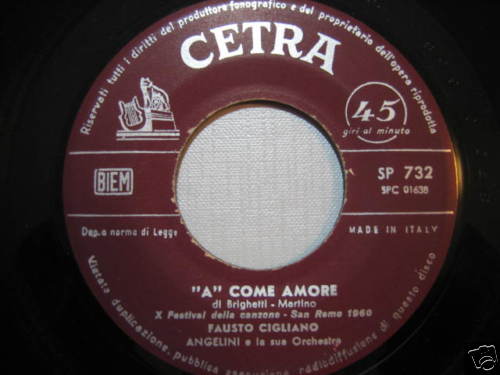 Riservati tutti i diritti del produttore fonografico e del proprietario dell'opera riprodotta
CETRA
45
giri al minuto
BIEM
SP 732
SPC 01638
Dep. a norma di Legge
MADE IN ITALY
"A" COME AMORE
di Brighetti - Martino
X Festival della canzone - San Remo 1960
FAUSTO CIGLIANO
ANGELINI e la sua Orchestra
Vietata duplicazione, pubblica esecuzione, radiodiffusione di questo disco